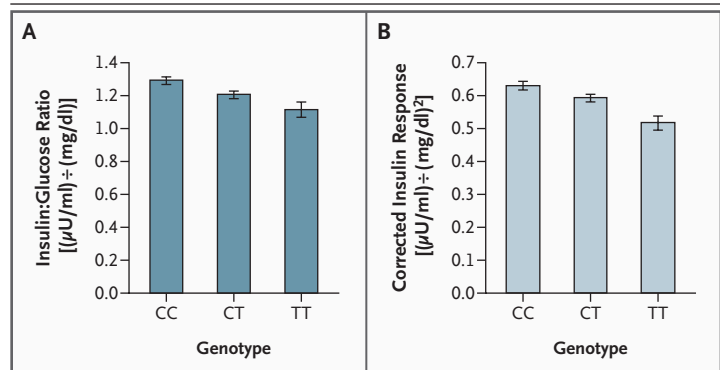 A
Insulin:Glucose Ratio
[(µU/ml) ÷ (mg/dl)]
1.4
1.2
1.0
0.8
0.6
0.4
0.2
0.0
CC CT TT
Genotype
B
Corrected Insulin Response
[(µU/ml) ÷ (mg/dl)²]
0.7
0.6
0.5
0.4
0.3
0.2
0.1
0.0
CC CT TT
Genotype